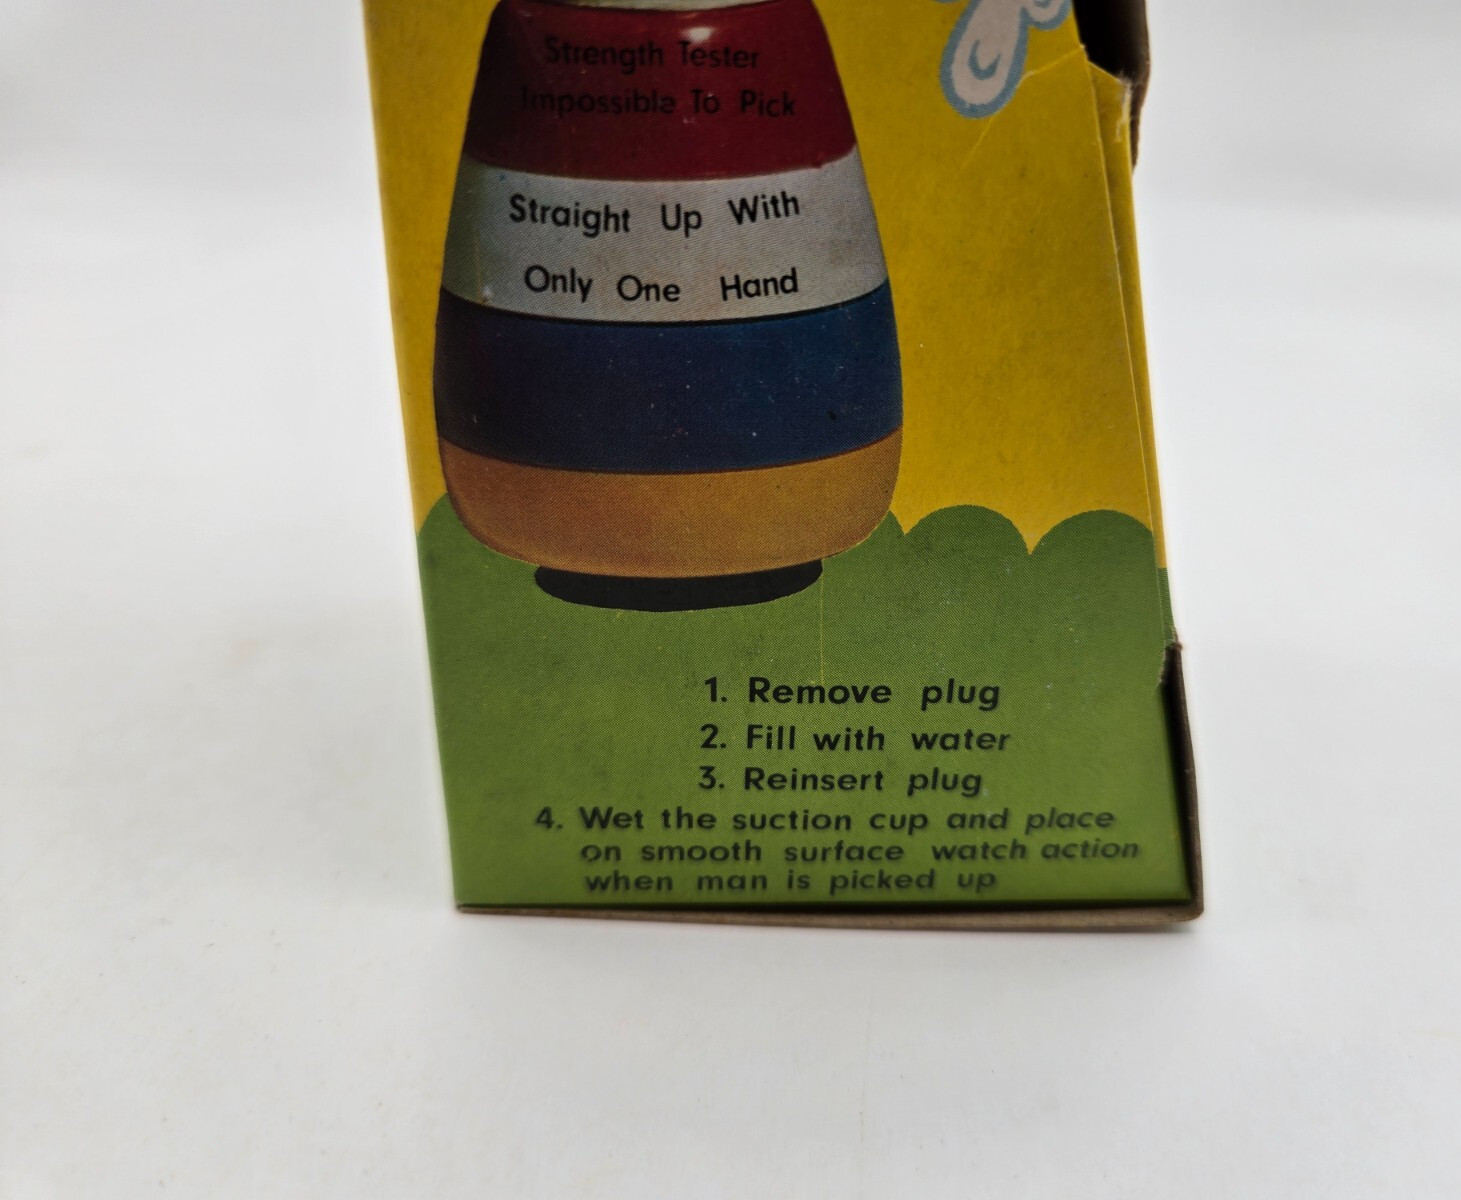 Strength Tester
Impossible To Pick
Straight Up With
Only One Hand
1. Remove plug
2. Fill with water
3. Reinsert plug
4. Wet the suction cup and place
on smooth surface watch action
when man is picked up